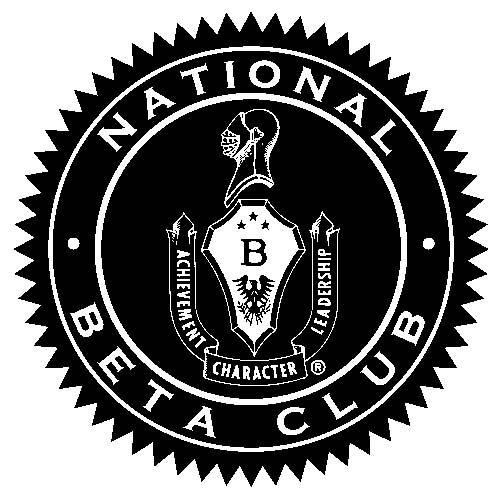 NATIONAL
B
ACHIEVEMENT
CHARACTER ®
LEADERSHIP
BETA CLUB